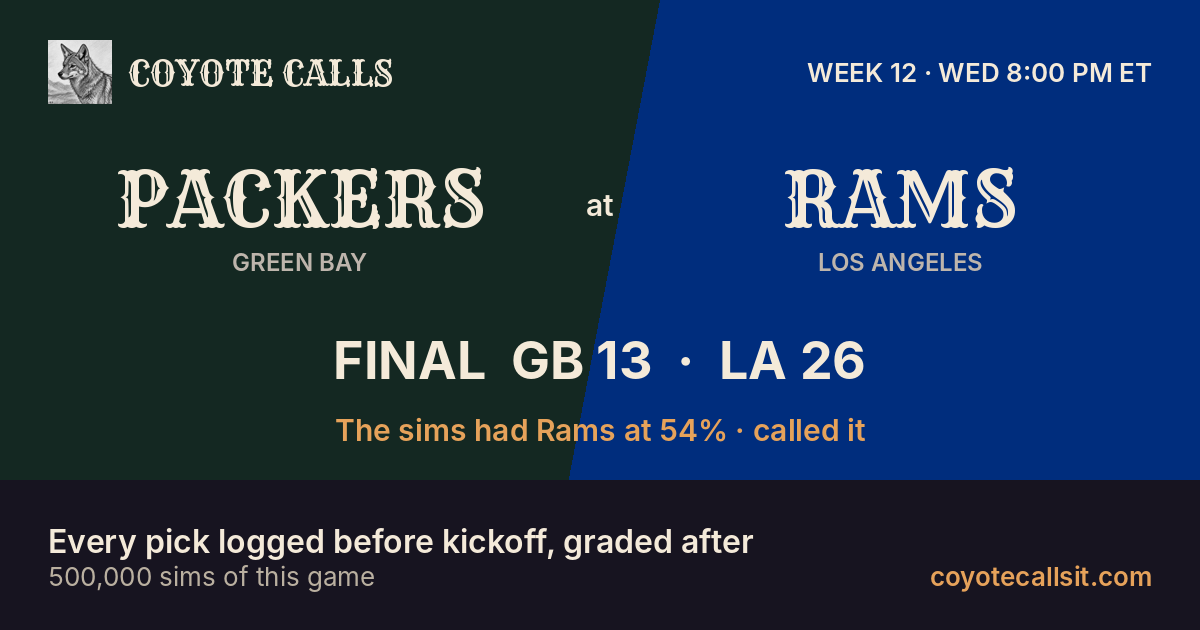 COYOTE CALLS
WEEK 12 · WED 8:00 PM ET
PACKERS at RAMS
GREEN BAY
LOS ANGELES
FINAL GB 13 · LA 26
The sims had Rams at 54% · called it
Every pick logged before kickoff, graded after
500,000 sims of this game
coyotecallsit.com